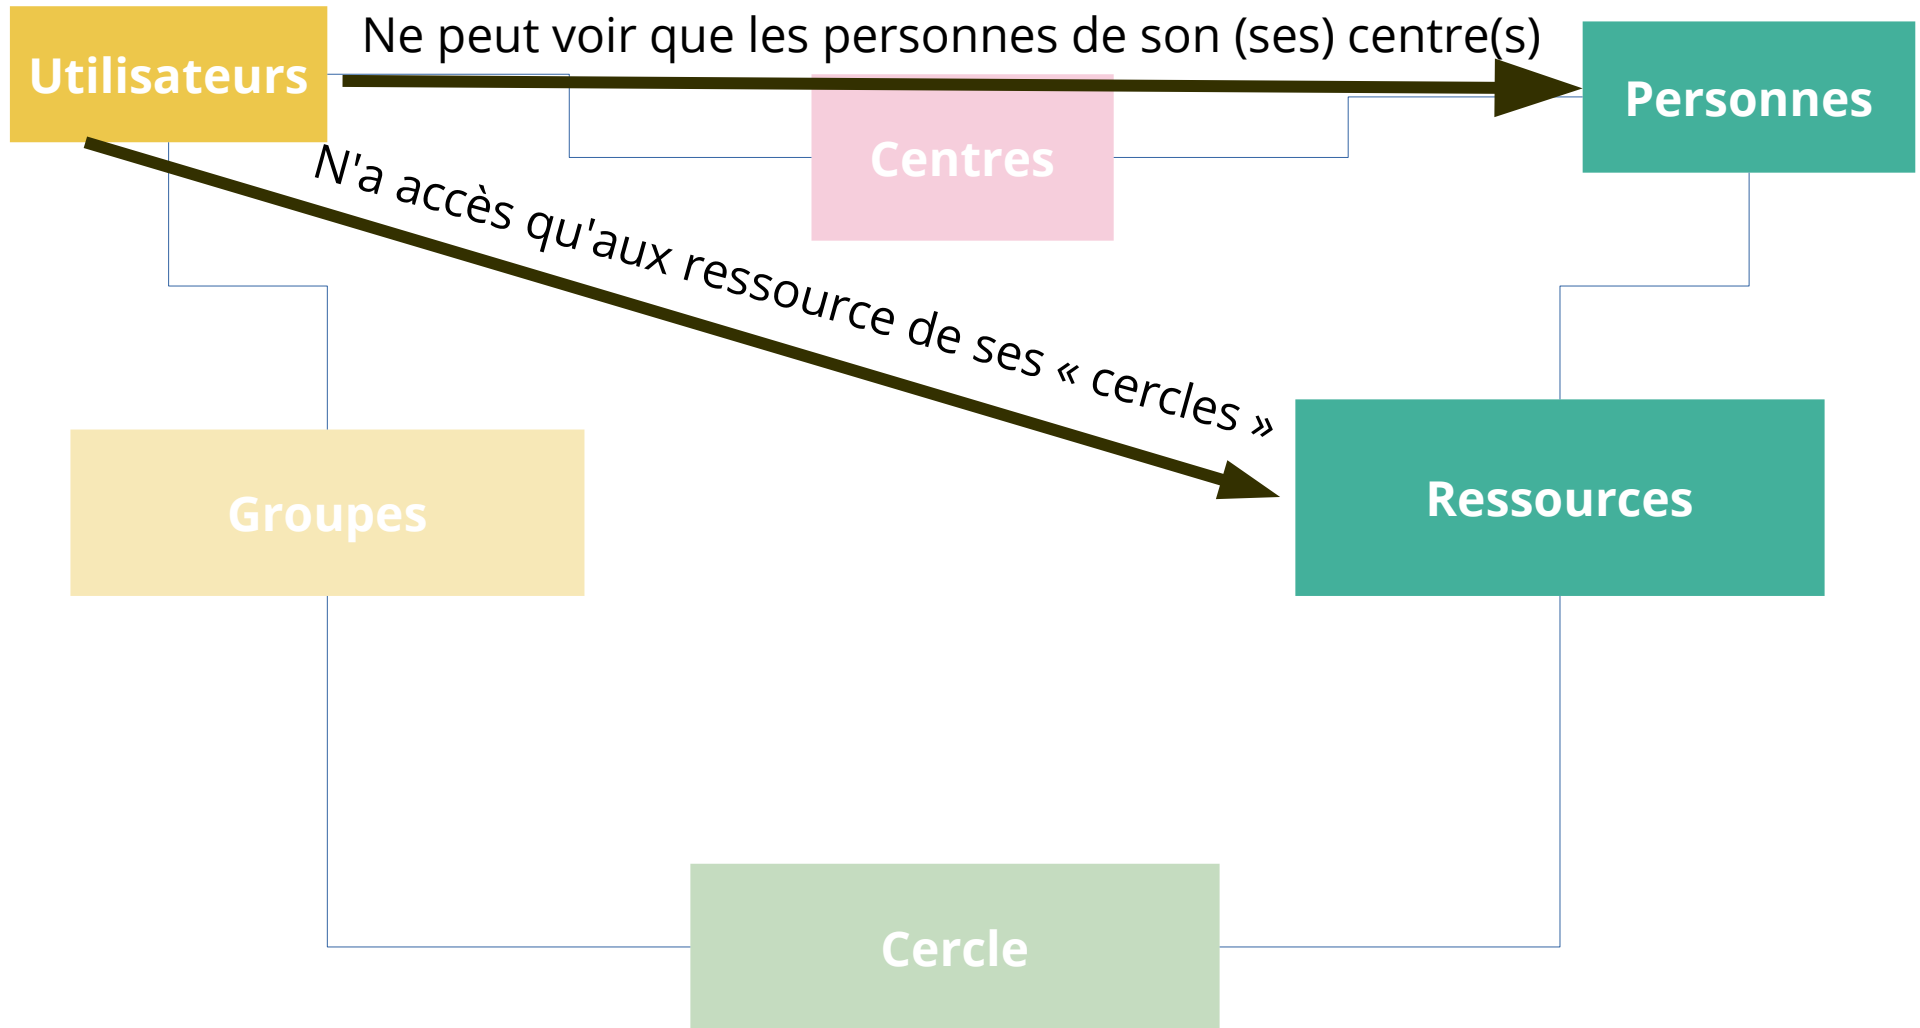 Ne peut voir que les personnes de son (ses) centre(s)
Utilisateurs
Personnes
Centres
N'a accès qu'aux ressource de ses « cercles »
Groupes
Ressources
Cercle